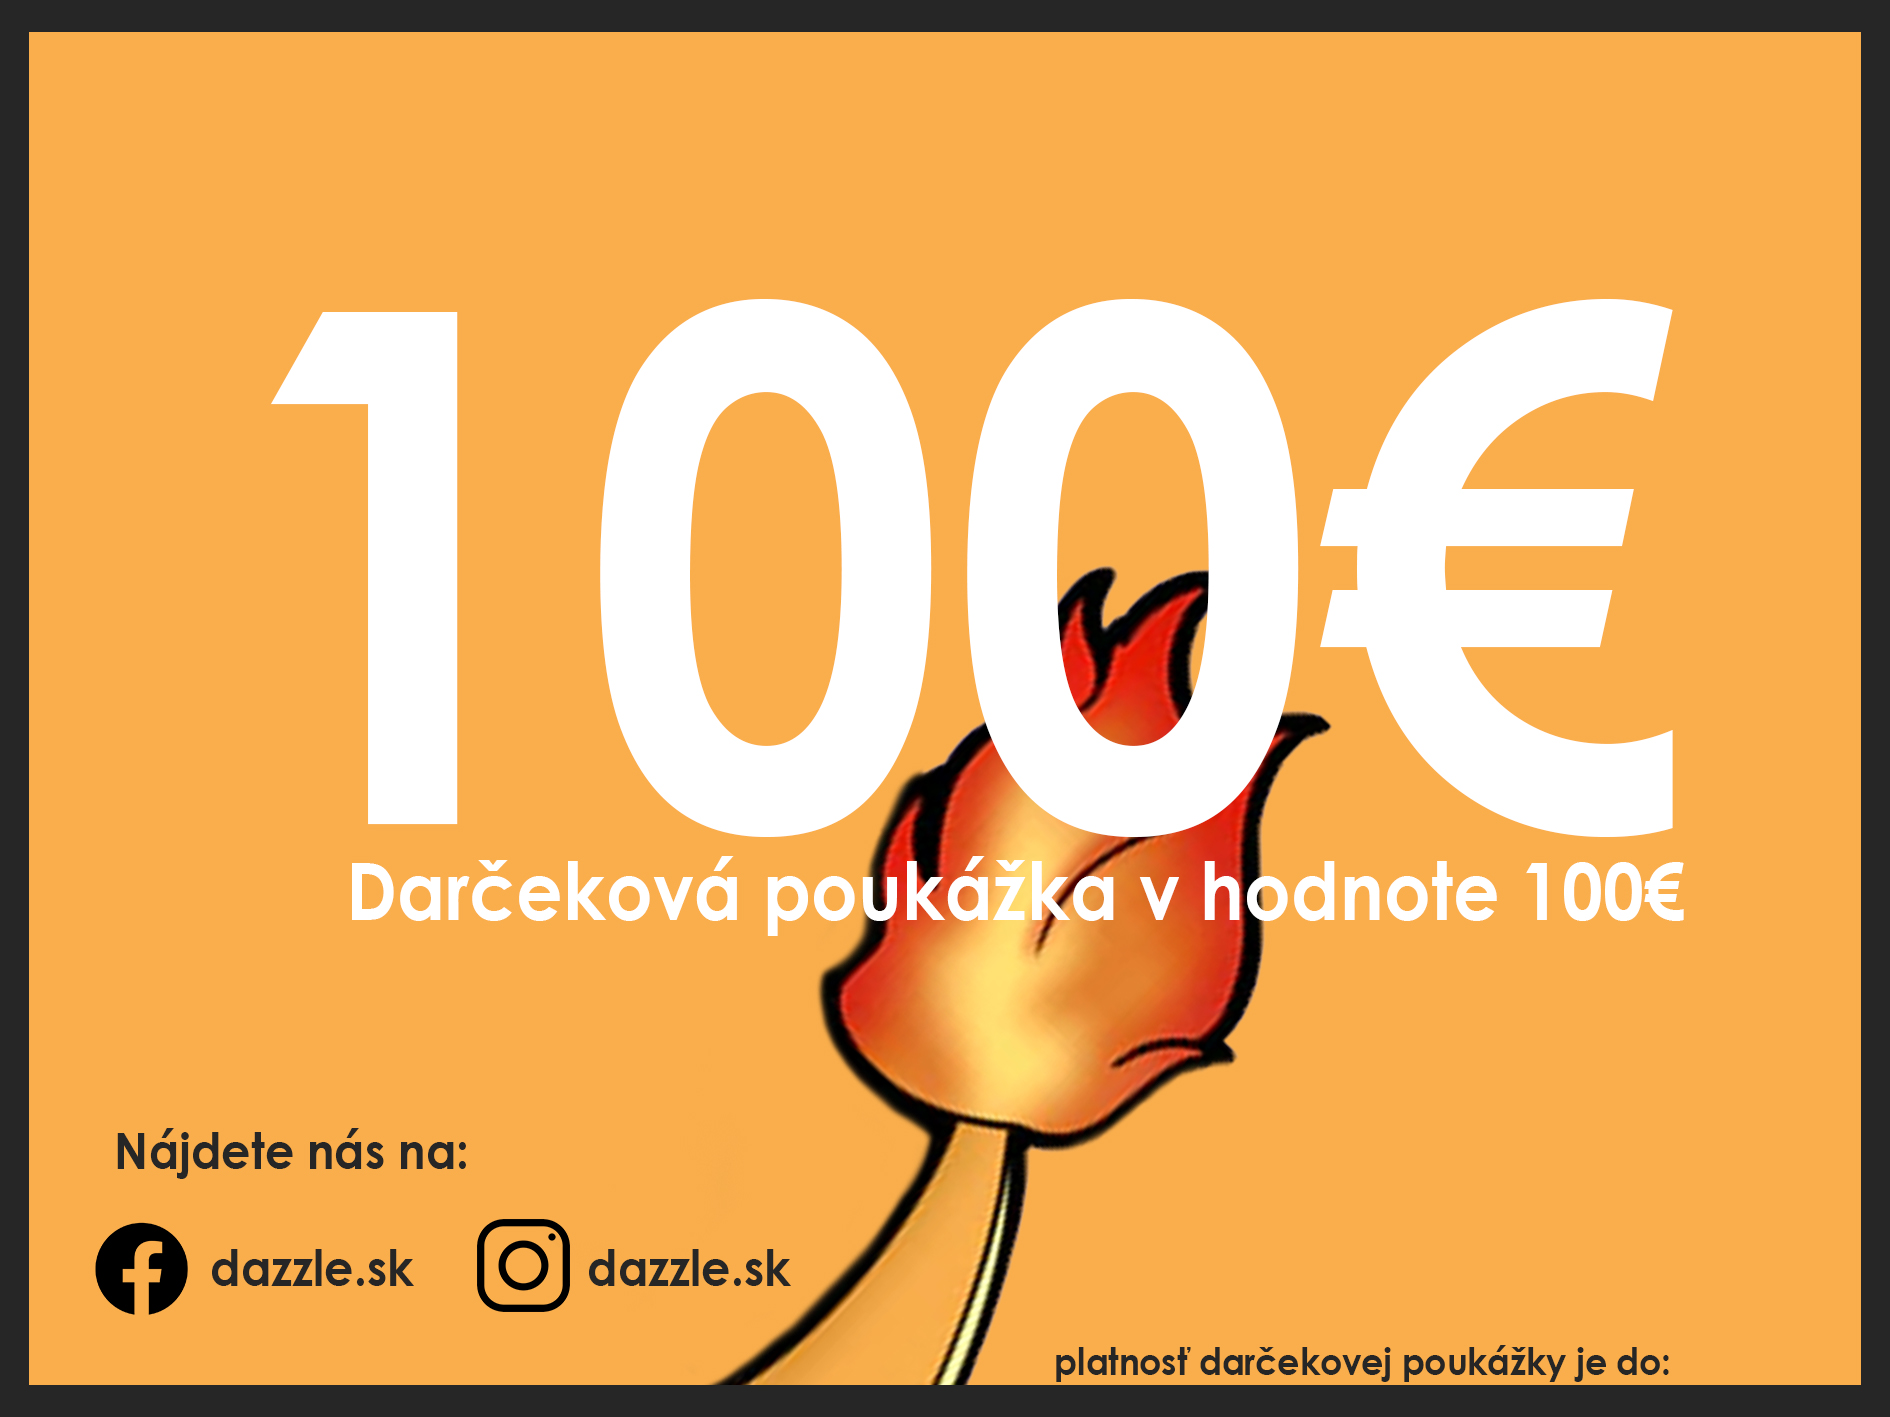 100€
Darčeková poukážka v hodnote 100€
Nájdete nás na:
dazzle.sk dazzle.sk
platnosť darčekovej poukážky je do: